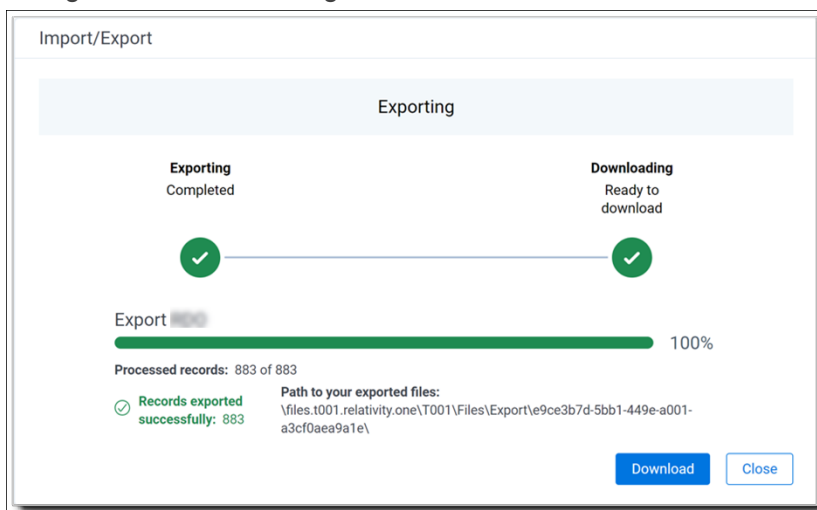 Import/Export
Exporting
Exporting
Completed
Downloading
Ready to
download
Export
100%
Processed records: 883 of 883
Records exported
successfully: 883
Path to your exported files:
\files.t001.relativity.one\T001\Files\Export\e9ce3b7d-5bb1-449e-a001-
a3cf0aea9a1e\
Download
Close